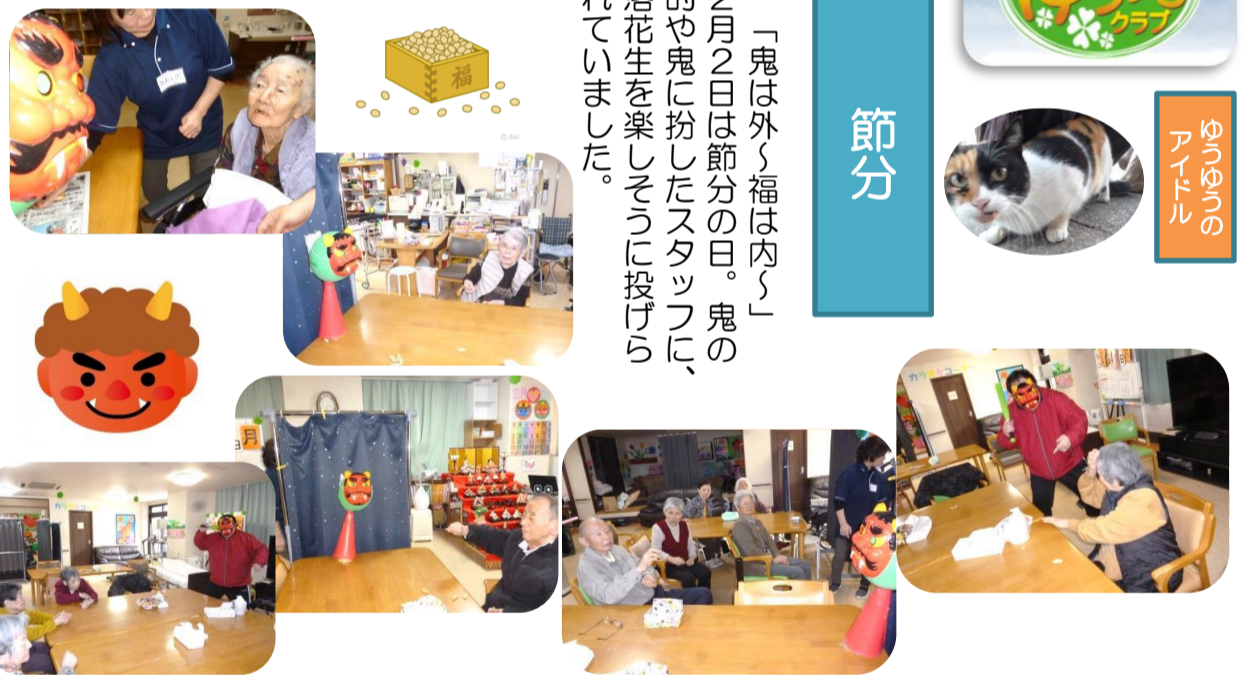 クラブ
ゆうゆうの
アイドル
節分
「鬼は外～福は内～」
２月２日は節分の日。鬼の
的や鬼に扮したスタッフに、
落花生を楽しそうに投げら
れていました。
福